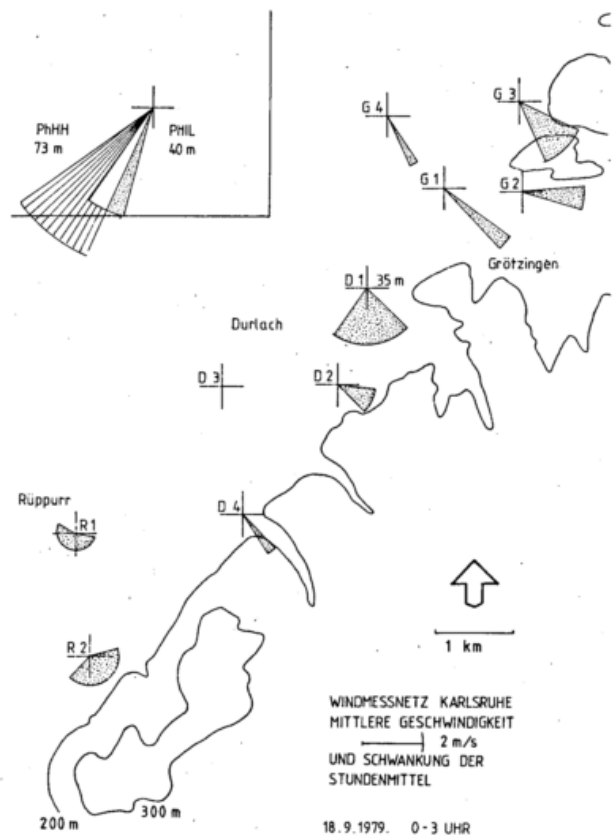 PhHH
73 m
PHIL
40 m
G 4
G 3
G 1
G 2
Grötzingen
D 1
35 m
Durlach
D 3
D 2
Rüppurr
R1
D 4
R 2
1 km
WINDMESSNETZ KARLSRUHE
MITTLERE GESCHWINDIGKEIT
2 m/s
UND SCHWANKUNG DER
STUNDENMITTEL
200 m
300 m
18.9.1979. 0-3 UHR